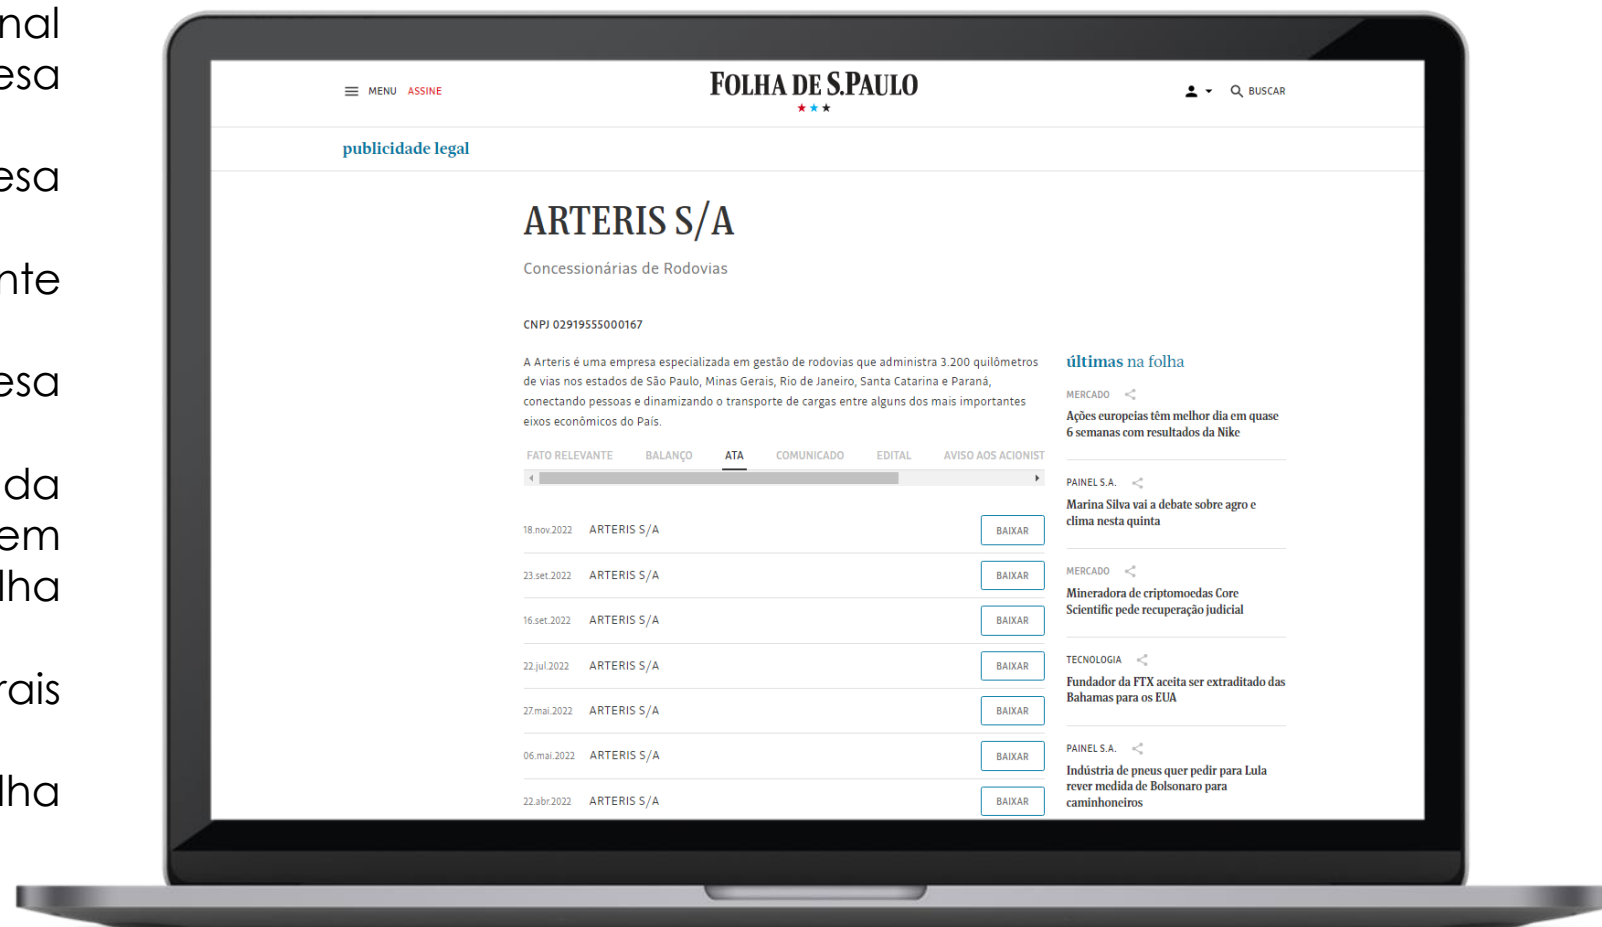 nal
esa
esa
nte
esa
da
em
lha
rais
lha
MENU ASSINE
FOLHA DE S.PAULO
BUSCAR
publicidade legal
ARTERIS S/A
Concessionárias de Rodovias
CNPJ 02919555000167
A Arteris é uma empresa especializada em gestão de rodovias que administra 3.200 quilômetros
de vias nos estados de São Paulo, Minas Gerais, Rio de Janeiro, Santa Catarina e Paraná,
conectando pessoas e dinamizando o transporte de cargas entre alguns dos mais importantes
eixos econômicos do País.
FATO RELEVANTE BALANÇO ATA COMUNICADO EDITAL AVISO AOS ACIONIST
18.nov.2022 ARTERIS S/A BAIXAR
23.set.2022 ARTERIS S/A BAIXAR
16.set.2022 ARTERIS S/A BAIXAR
22.jul.2022 ARTERIS S/A BAIXAR
27.mai.2022 ARTERIS S/A BAIXAR
06.mai.2022 ARTERIS S/A BAIXAR
22.abr.2022 ARTERIS S/A BAIXAR
últimas na folha
MERCADO
Ações europeias têm melhor dia em quase
6 semanas com resultados da Nike
PAINEL S.A.
Marina Silva vai a debate sobre agro e
clima nesta quinta
MERCADO
Mineradora de criptomoedas Core
Scientific pede recuperação judicial
TECNOLOGIA
Fundador da FTX aceita ser extraditado das
Bahamas para os EUA
PAINEL S.A.
Indústria de pneus quer pedir para Lula
rever medida de Bolsonaro para
caminhoneiros